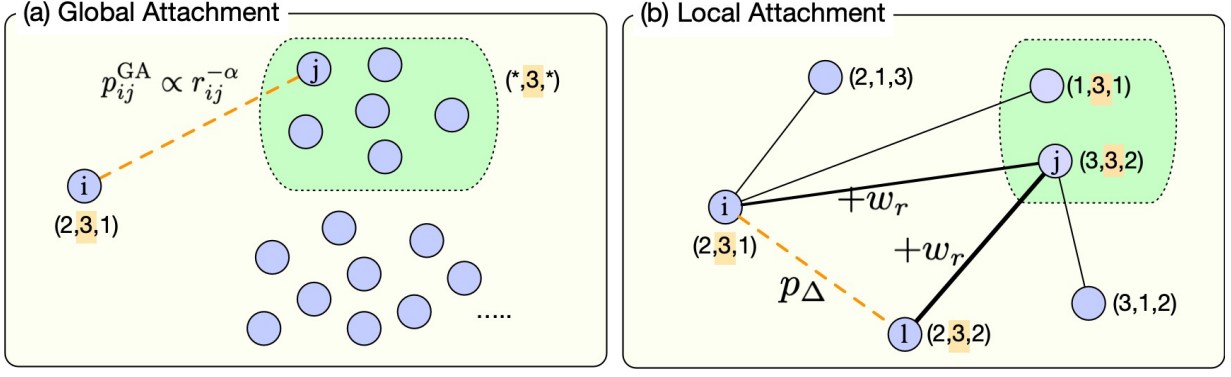 (a) Global Attachment
p_{ij}^{GA} ∝ r_{ij}^{-α}
j
(*,3,*)
i
(2,3,1)
.....
(b) Local Attachment
(2,1,3)
(1,3,1)
j
(3,3,2)
i
+w_r
(2,3,1)
+w_r
p_Δ
(3,1,2)
l
(2,3,2)